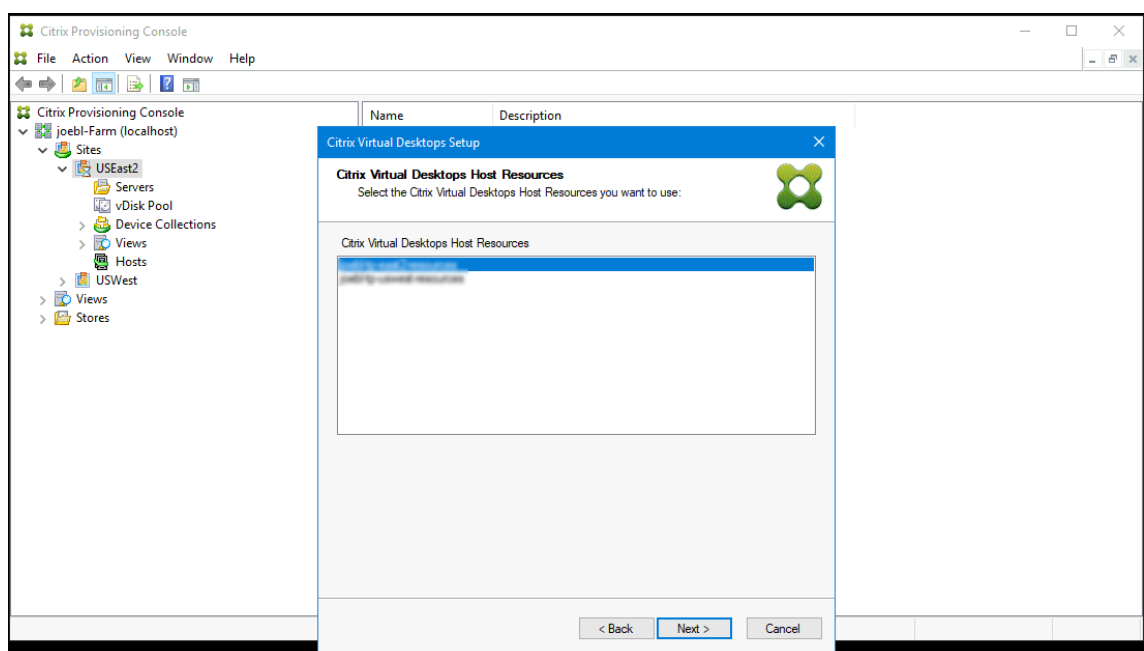 Citrix Provisioning Console
File Action View Window Help
Citrix Provisioning Console
joebl-Farm (localhost)
Sites
USEast2
Servers
vDisk Pool
Device Collections
Views
Hosts
USWest
Views
Stores
Name Description
Citrix Virtual Desktops Setup
Citrix Virtual Desktops Host Resources
Select the Citrix Virtual Desktops Host Resources you want to use:
Citrix Virtual Desktops Host Resources
< Back Next > Cancel